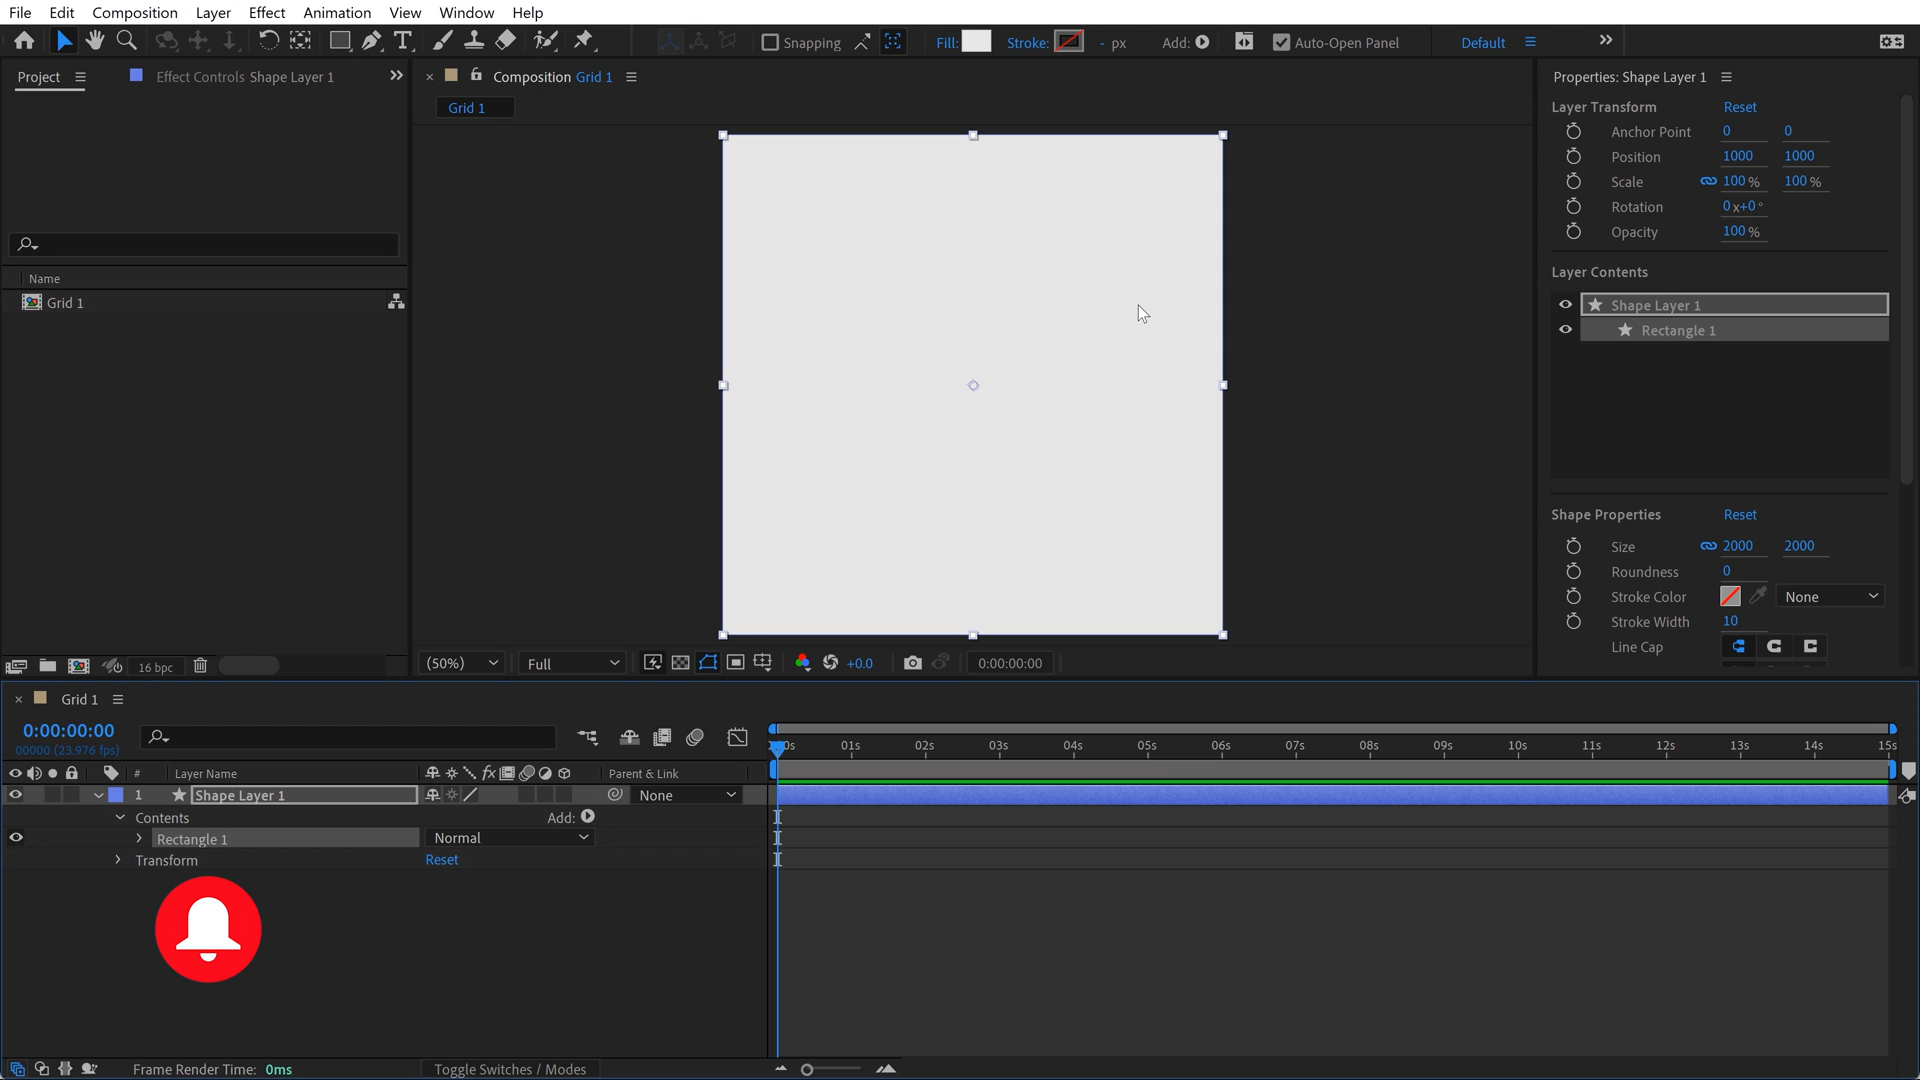 File Edit Composition Layer Effect Animation View Window Help
Snapping Fill: Stroke: - px Add: Auto-Open Panel Default
Project Effect Controls Shape Layer 1
Composition Grid 1
Grid 1
Name
Grid 1
16 bpc
(50%) Full +0.0 0:00:00:00
Properties: Shape Layer 1
Layer Transform Reset
Anchor Point 0 0
Position 1000 1000
Scale 100 % 100 %
Rotation 0 x+0 °
Opacity 100 %
Layer Contents
Shape Layer 1
Rectangle 1
Shape Properties Reset
Size 2000 2000
Roundness 0
Stroke Color None
Stroke Width 10
Line Cap
Grid 1
0:00:00:00
00000 (23.976 fps)
01s 02s 03s 04s 05s 06s 07s 08s 09s 10s 11s 12s 13s 14s 15s
# Layer Name fx Parent & Link
1 Shape Layer 1 None
Contents Add:
Rectangle 1 Normal
Transform Reset
Frame Render Time: 0ms Toggle Switches / Modes